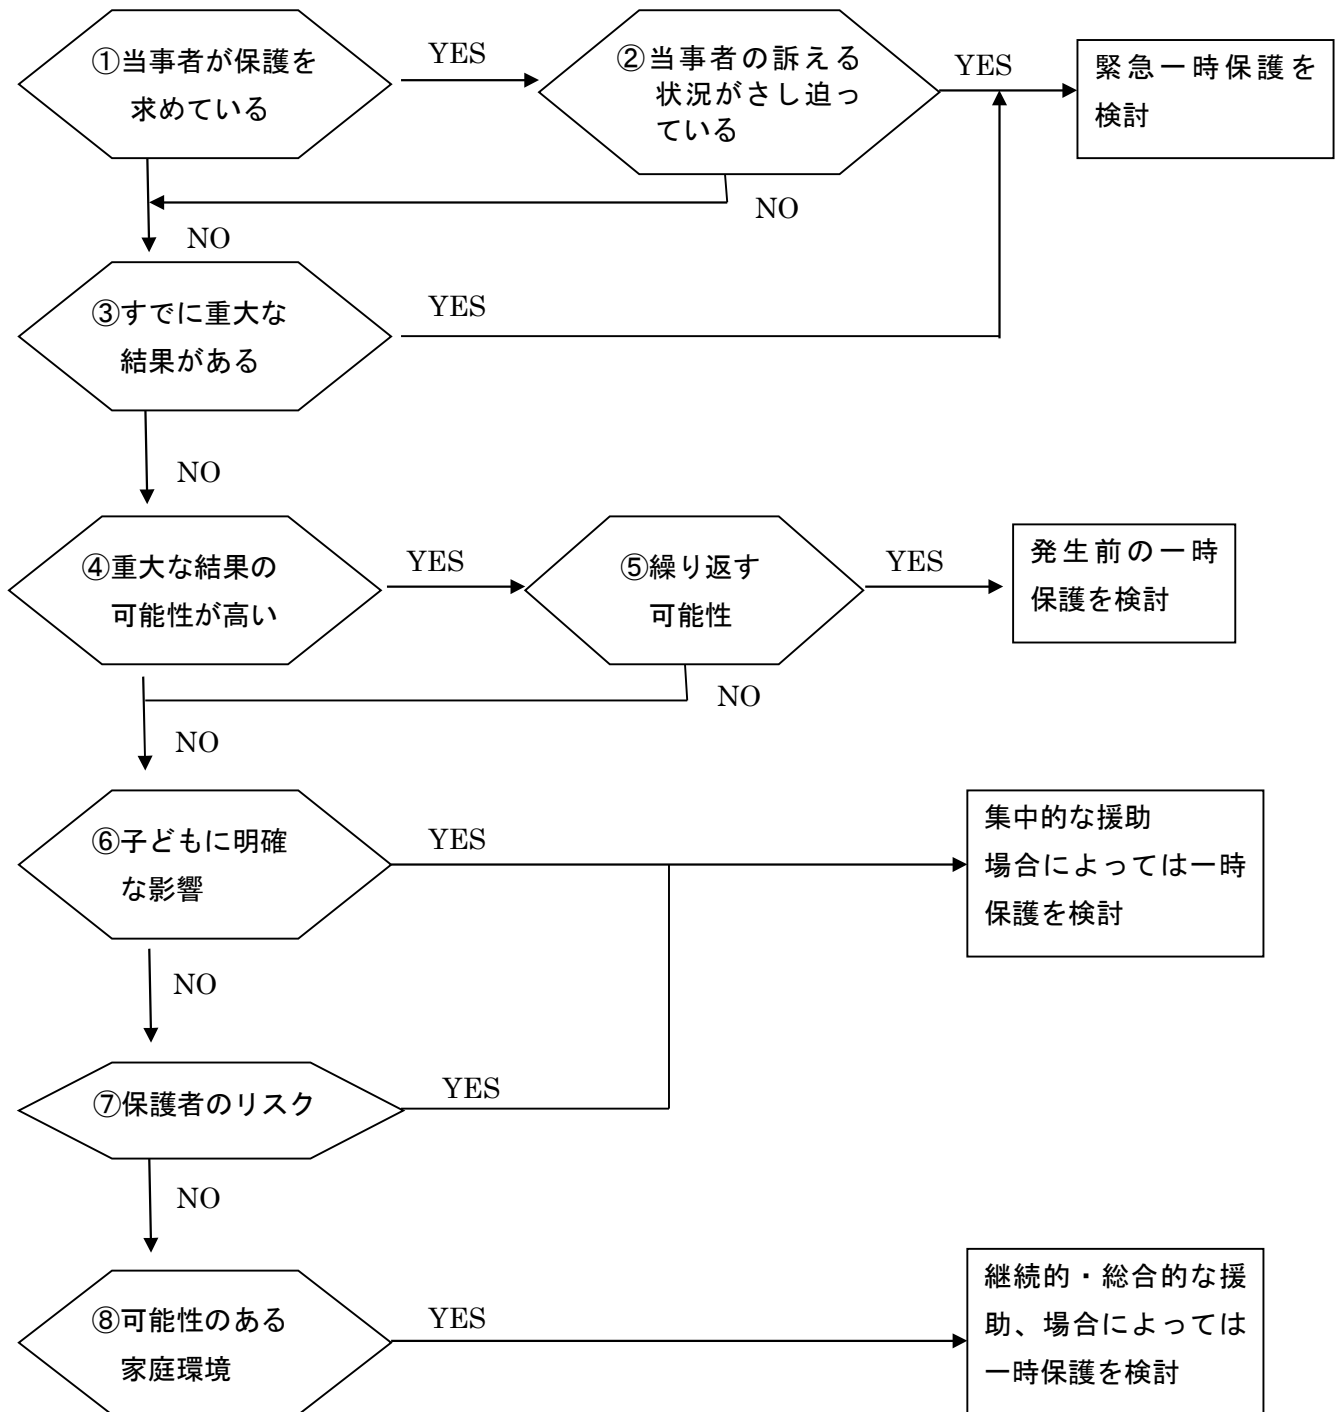 ①当事者が保護を
求めている
YES
②当事者の訴える
状況がさし迫っ
ている
YES
緊急一時保護を
検討
NO
NO
③すでに重大な
結果がある
YES
NO
④重大な結果の
可能性が高い
YES
⑤繰り返す
可能性
YES
発生前の一時
保護を検討
NO
NO
⑥子どもに明確
な影響
YES
集中的な援助
場合によっては一時
保護を検討
NO
⑦保護者のリスク
YES
NO
⑧可能性のある
家庭環境
YES
継続的・総合的な援
助、場合によっては
一時保護を検討